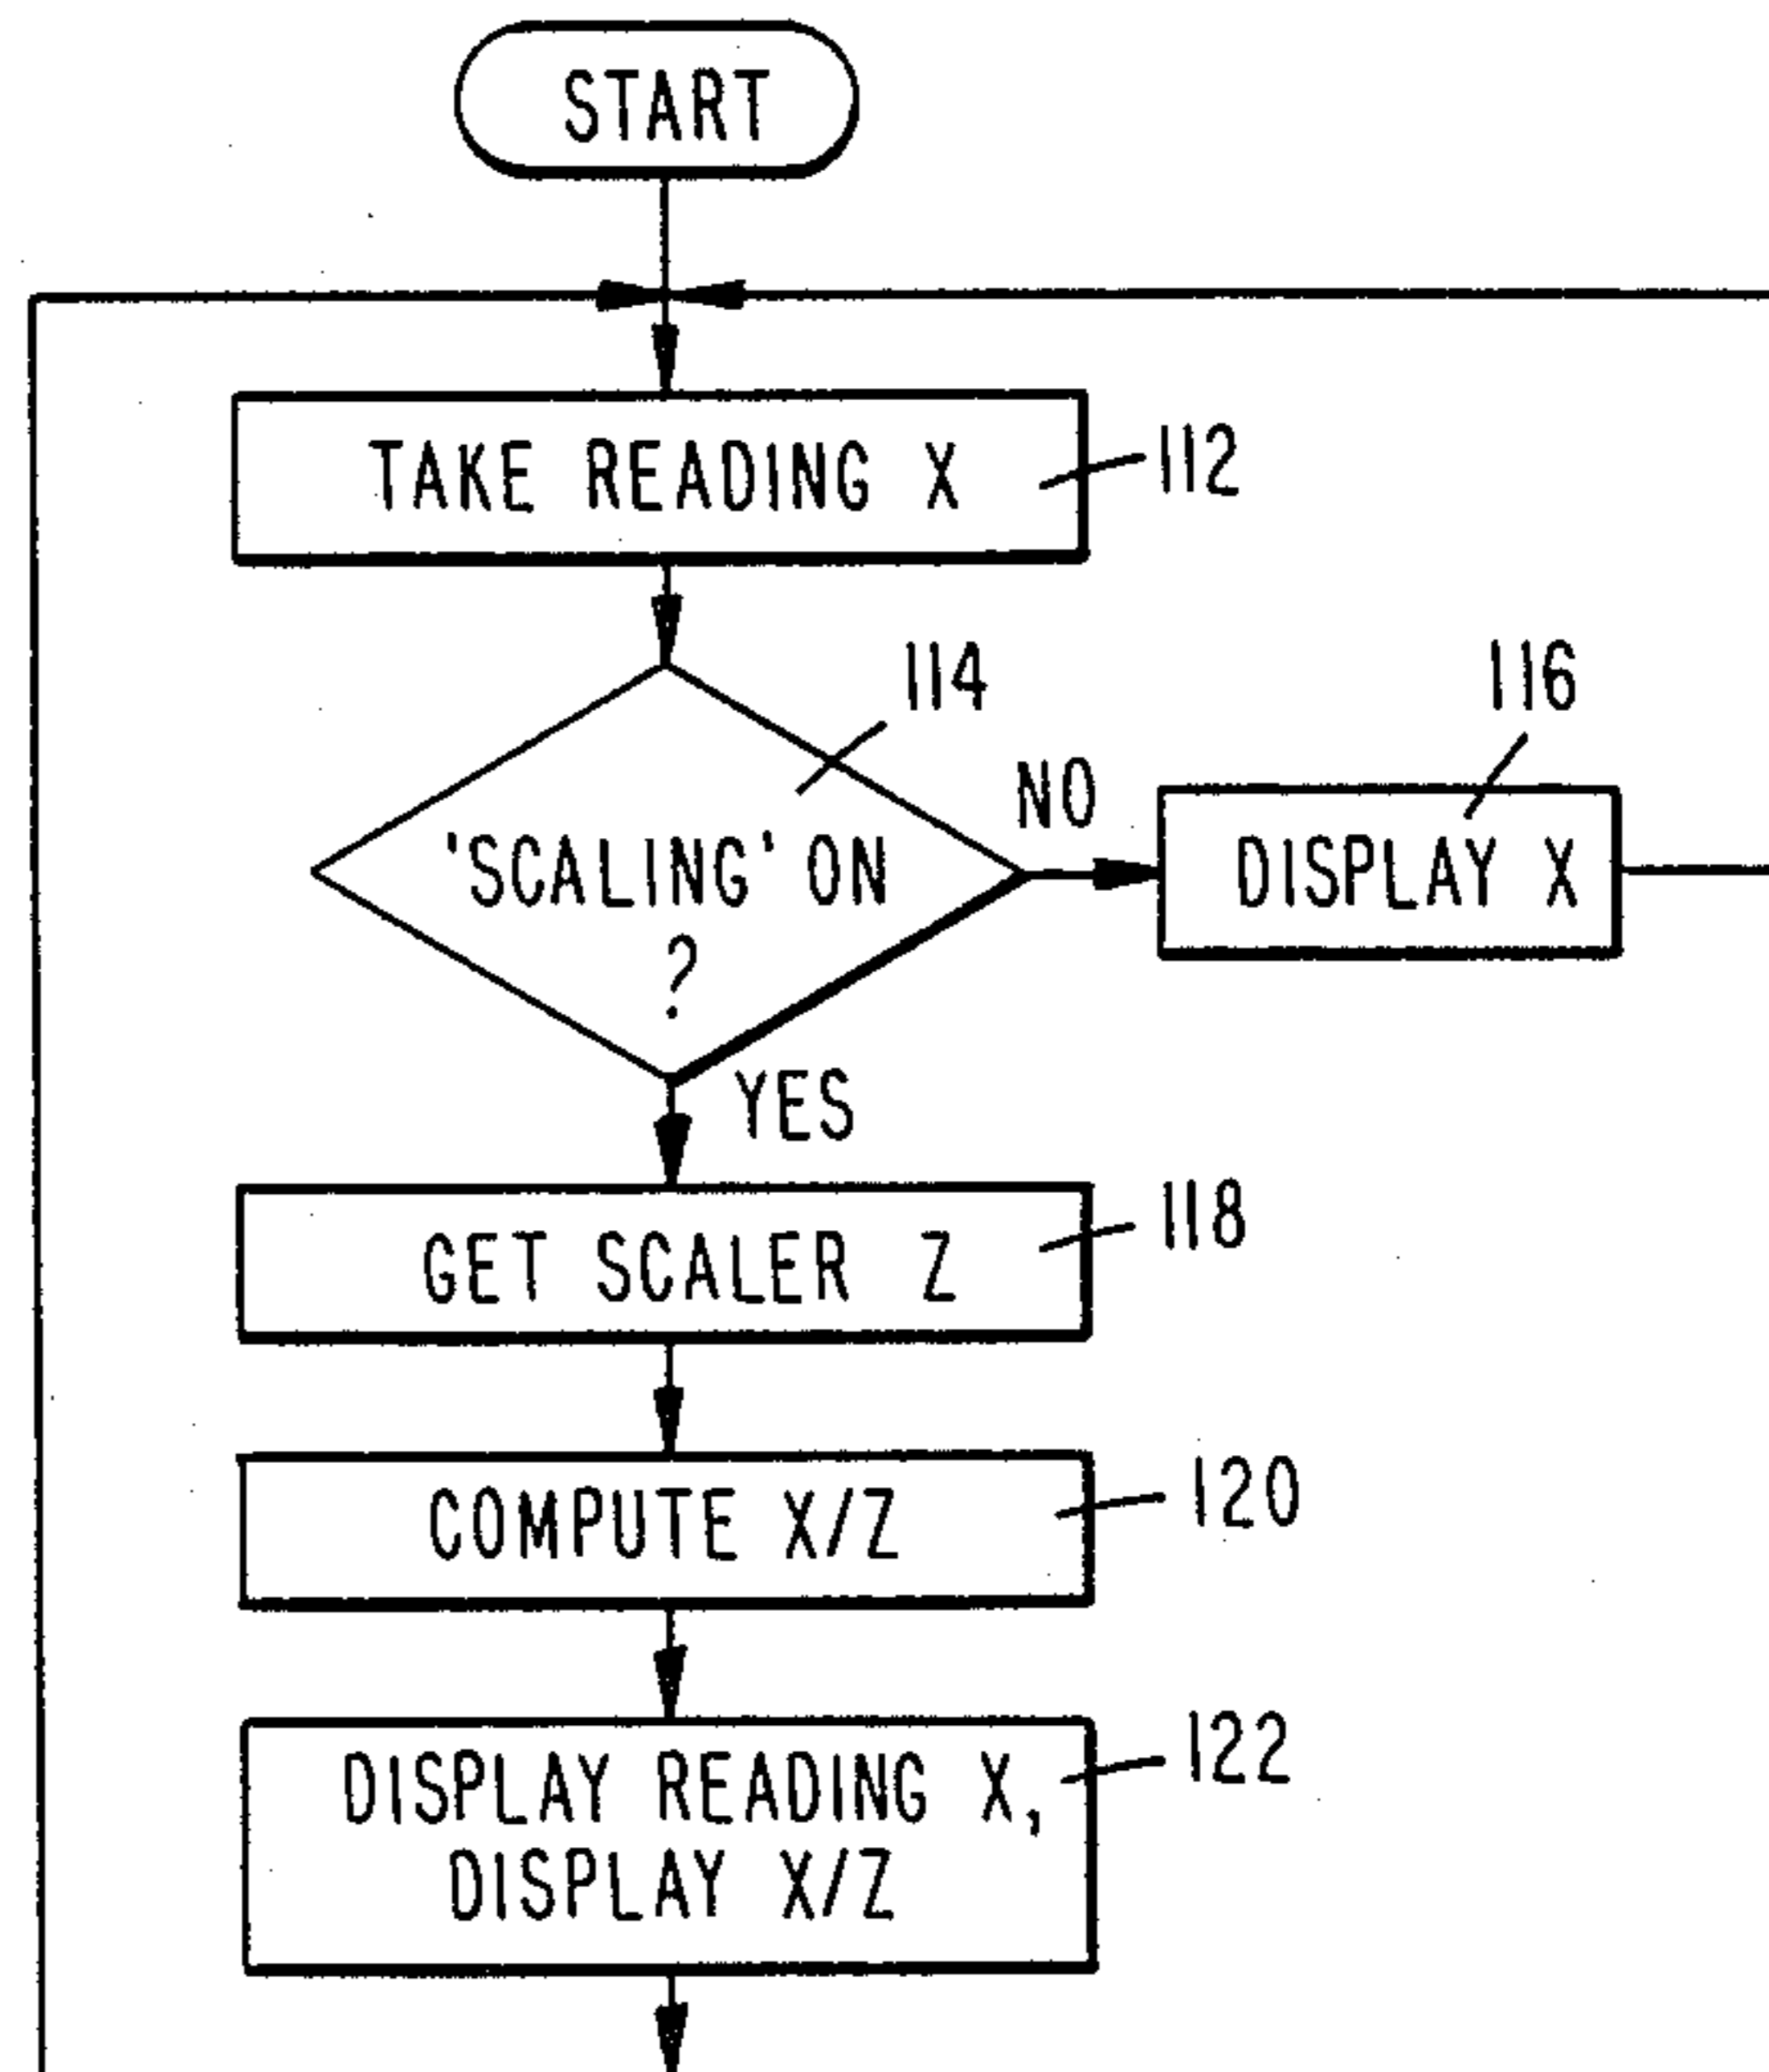 START
TAKE READING X
112
114
116
'SCALING' ON
?
NO
DISPLAY X
YES
GET SCALER Z
118
COMPUTE X/Z
120
DISPLAY READING X,
DISPLAY X/Z
122